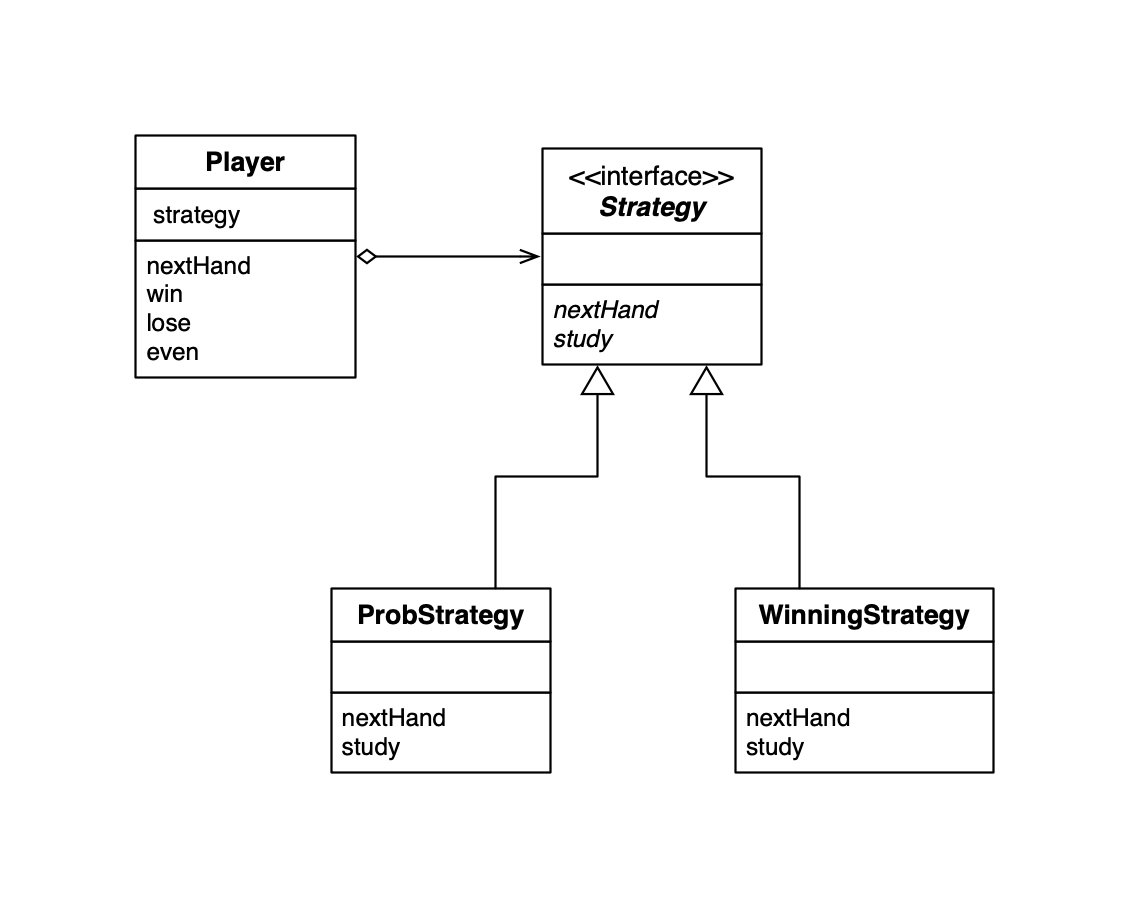 Player
strategy
nextHand
win
lose
even
<<interface>>
Strategy
nextHand
study
ProbStrategy
nextHand
study
WinningStrategy
nextHand
study